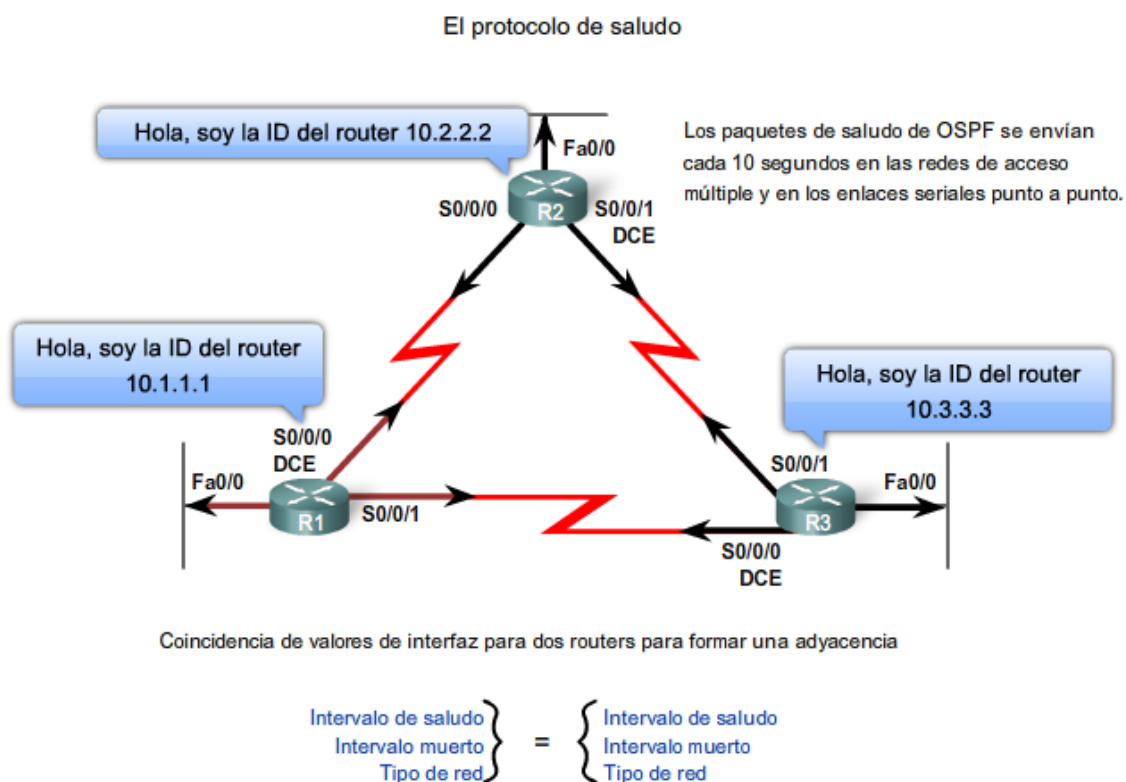 El protocolo de saludo
Hola, soy la ID del router 10.2.2.2
Fa0/0
Los paquetes de saludo de OSPF se envían
cada 10 segundos en las redes de acceso
múltiple y en los enlaces seriales punto a punto.
S0/0/0
R2
S0/0/1
DCE
Hola, soy la ID del router
10.1.1.1
Hola, soy la ID del router
10.3.3.3
S0/0/0
DCE
Fa0/0
R1
S0/0/1
S0/0/1
Fa0/0
R3
S0/0/0
DCE
Coincidencia de valores de interfaz para dos routers para formar una adyacencia
Intervalo de saludo
Intervalo muerto
Tipo de red
=
Intervalo de saludo
Intervalo muerto
Tipo de red